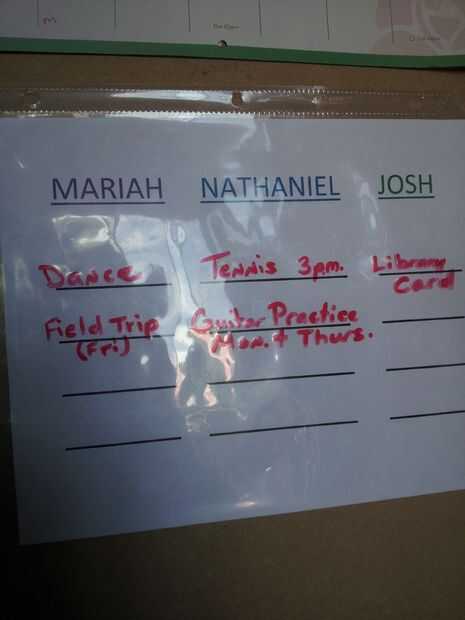 m
MARIAH NATHANIEL JOSH
Dance Tennis 3pm. Library Card
Field Trip (Fri) Guitar Practice Mon. + Thurs.